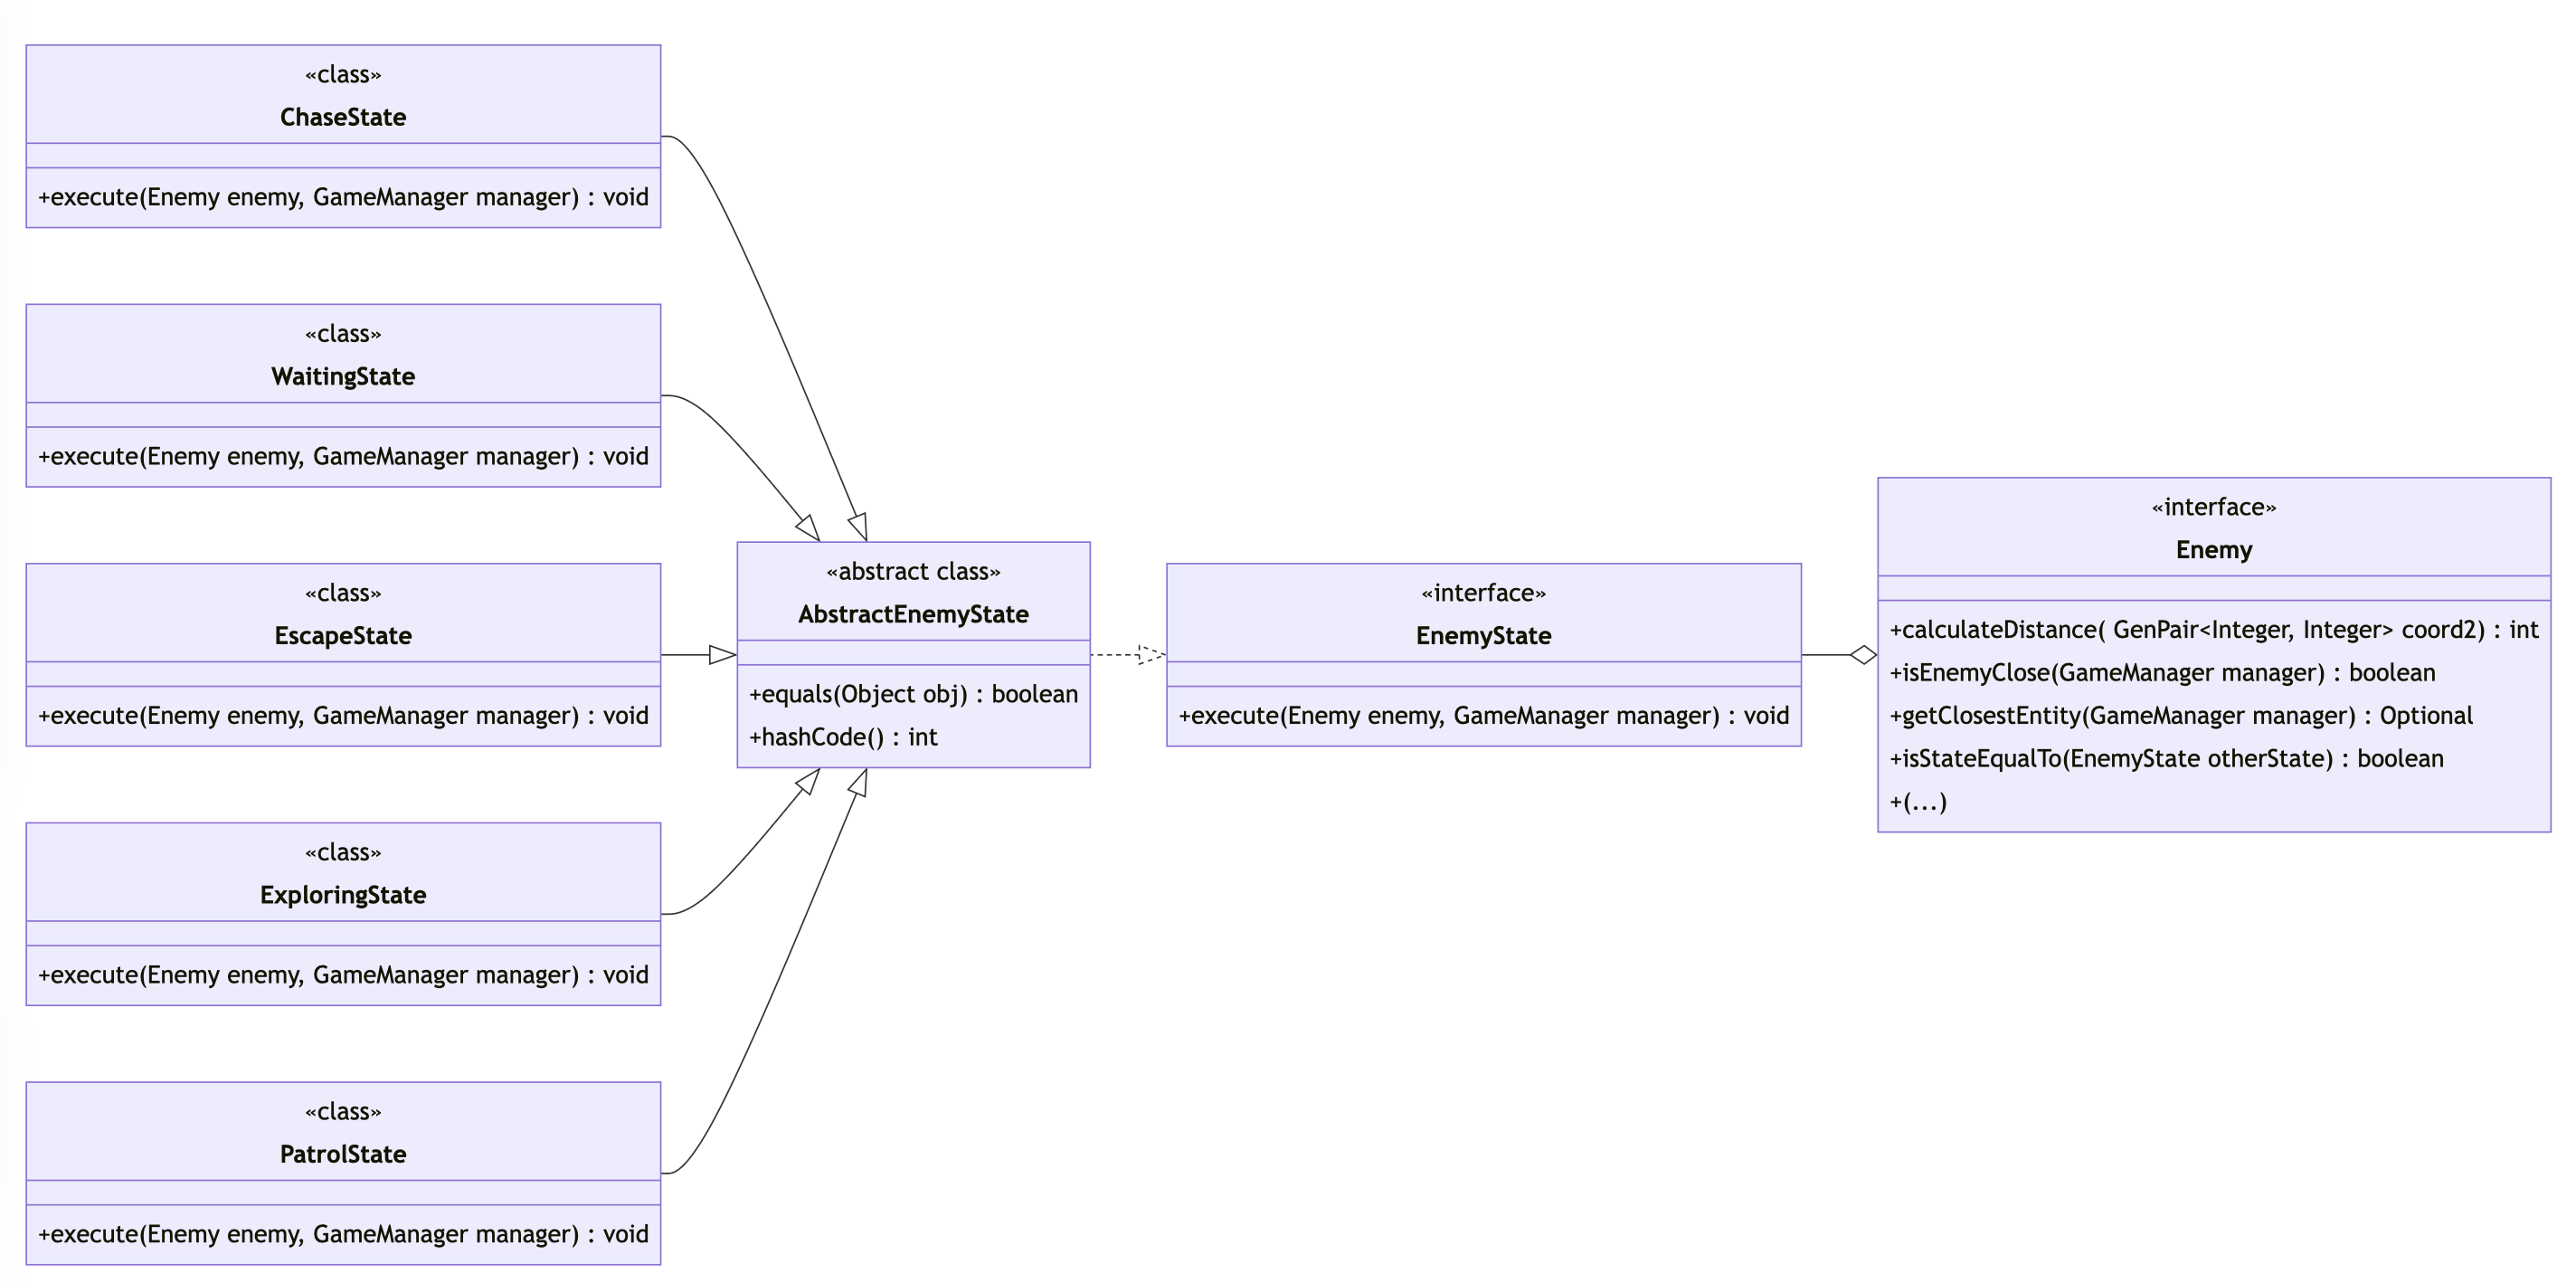 «class»
ChaseState
+execute(Enemy enemy, GameManager manager) : void
«class»
WaitingState
+execute(Enemy enemy, GameManager manager) : void
«class»
EscapeState
+execute(Enemy enemy, GameManager manager) : void
«class»
ExploringState
+execute(Enemy enemy, GameManager manager) : void
«class»
PatrolState
+execute(Enemy enemy, GameManager manager) : void
«abstract class»
AbstractEnemyState
+equals(Object obj) : boolean
+hashCode() : int
«interface»
EnemyState
+execute(Enemy enemy, GameManager manager) : void
«interface»
Enemy
+calculateDistance( GenPair<Integer, Integer> coord2) : int
+isEnemyClose(GameManager manager) : boolean
+getClosestEntity(GameManager manager) : Optional
+isStateEqualTo(EnemyState otherState) : boolean
+(...)